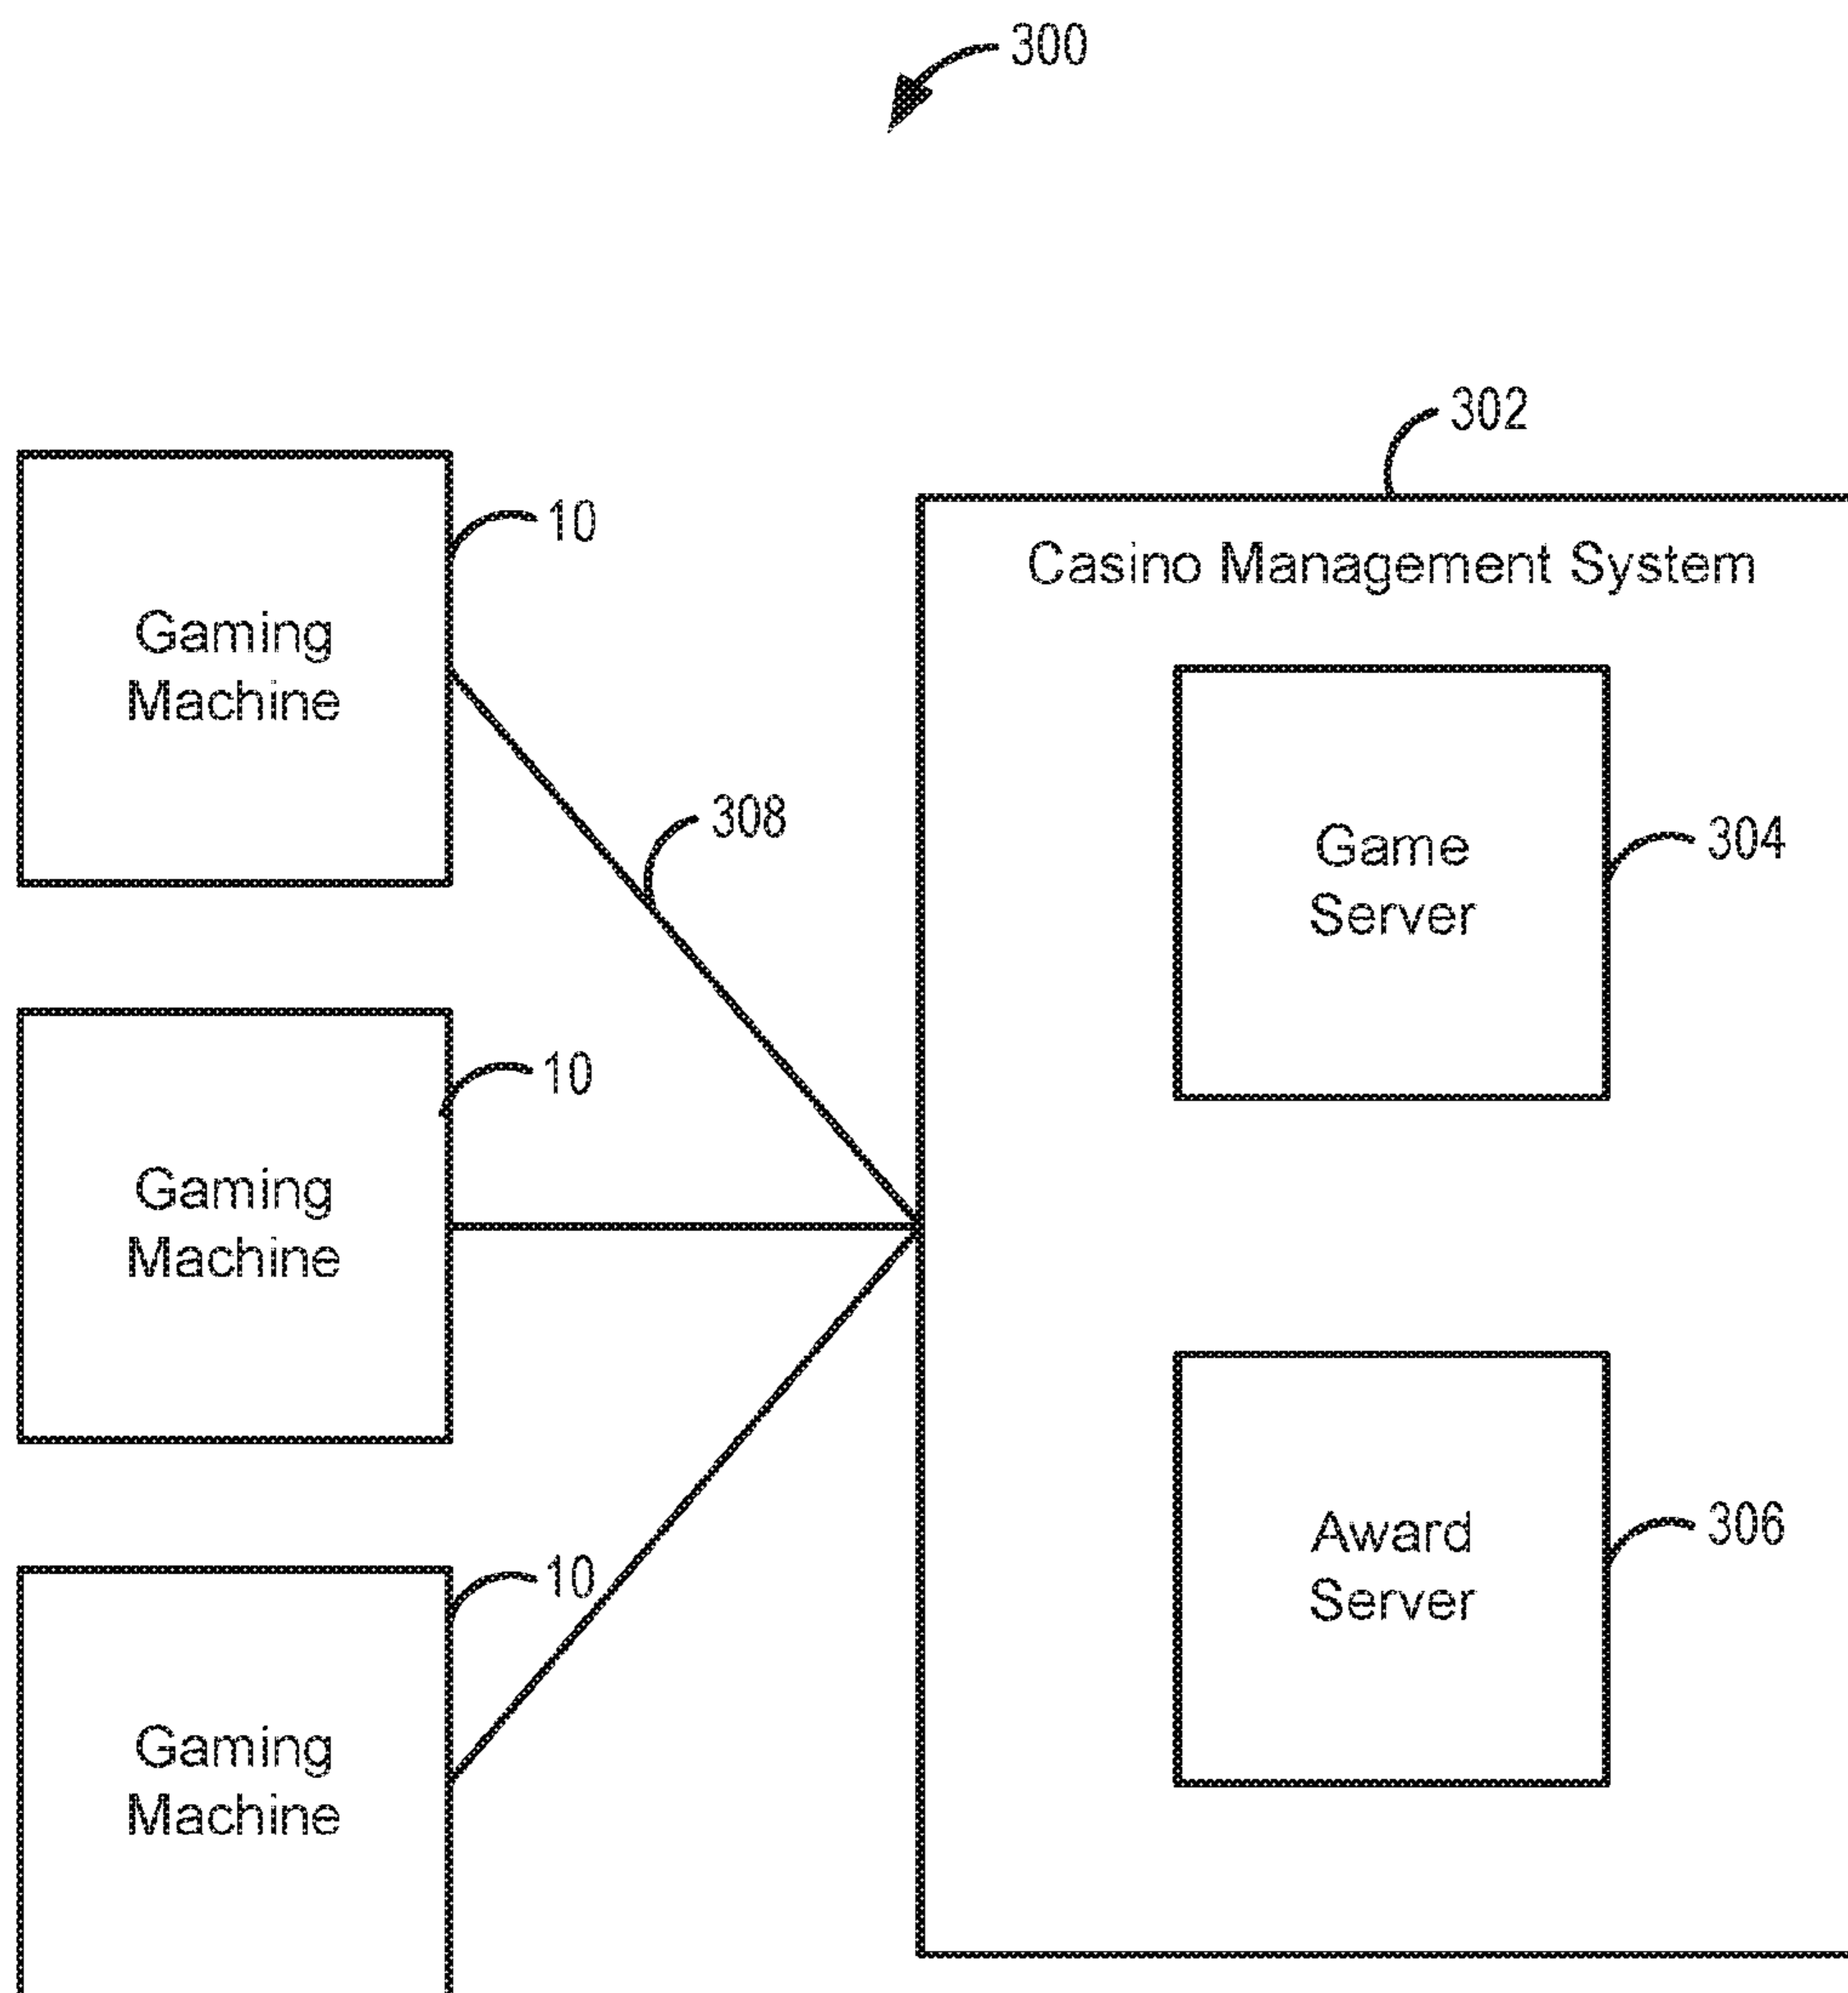 300
302
10
Casino Management System
Gaming
Machine
308
304
Game
Server
10
Gaming
Machine
306
Award
Server
10
Gaming
Machine